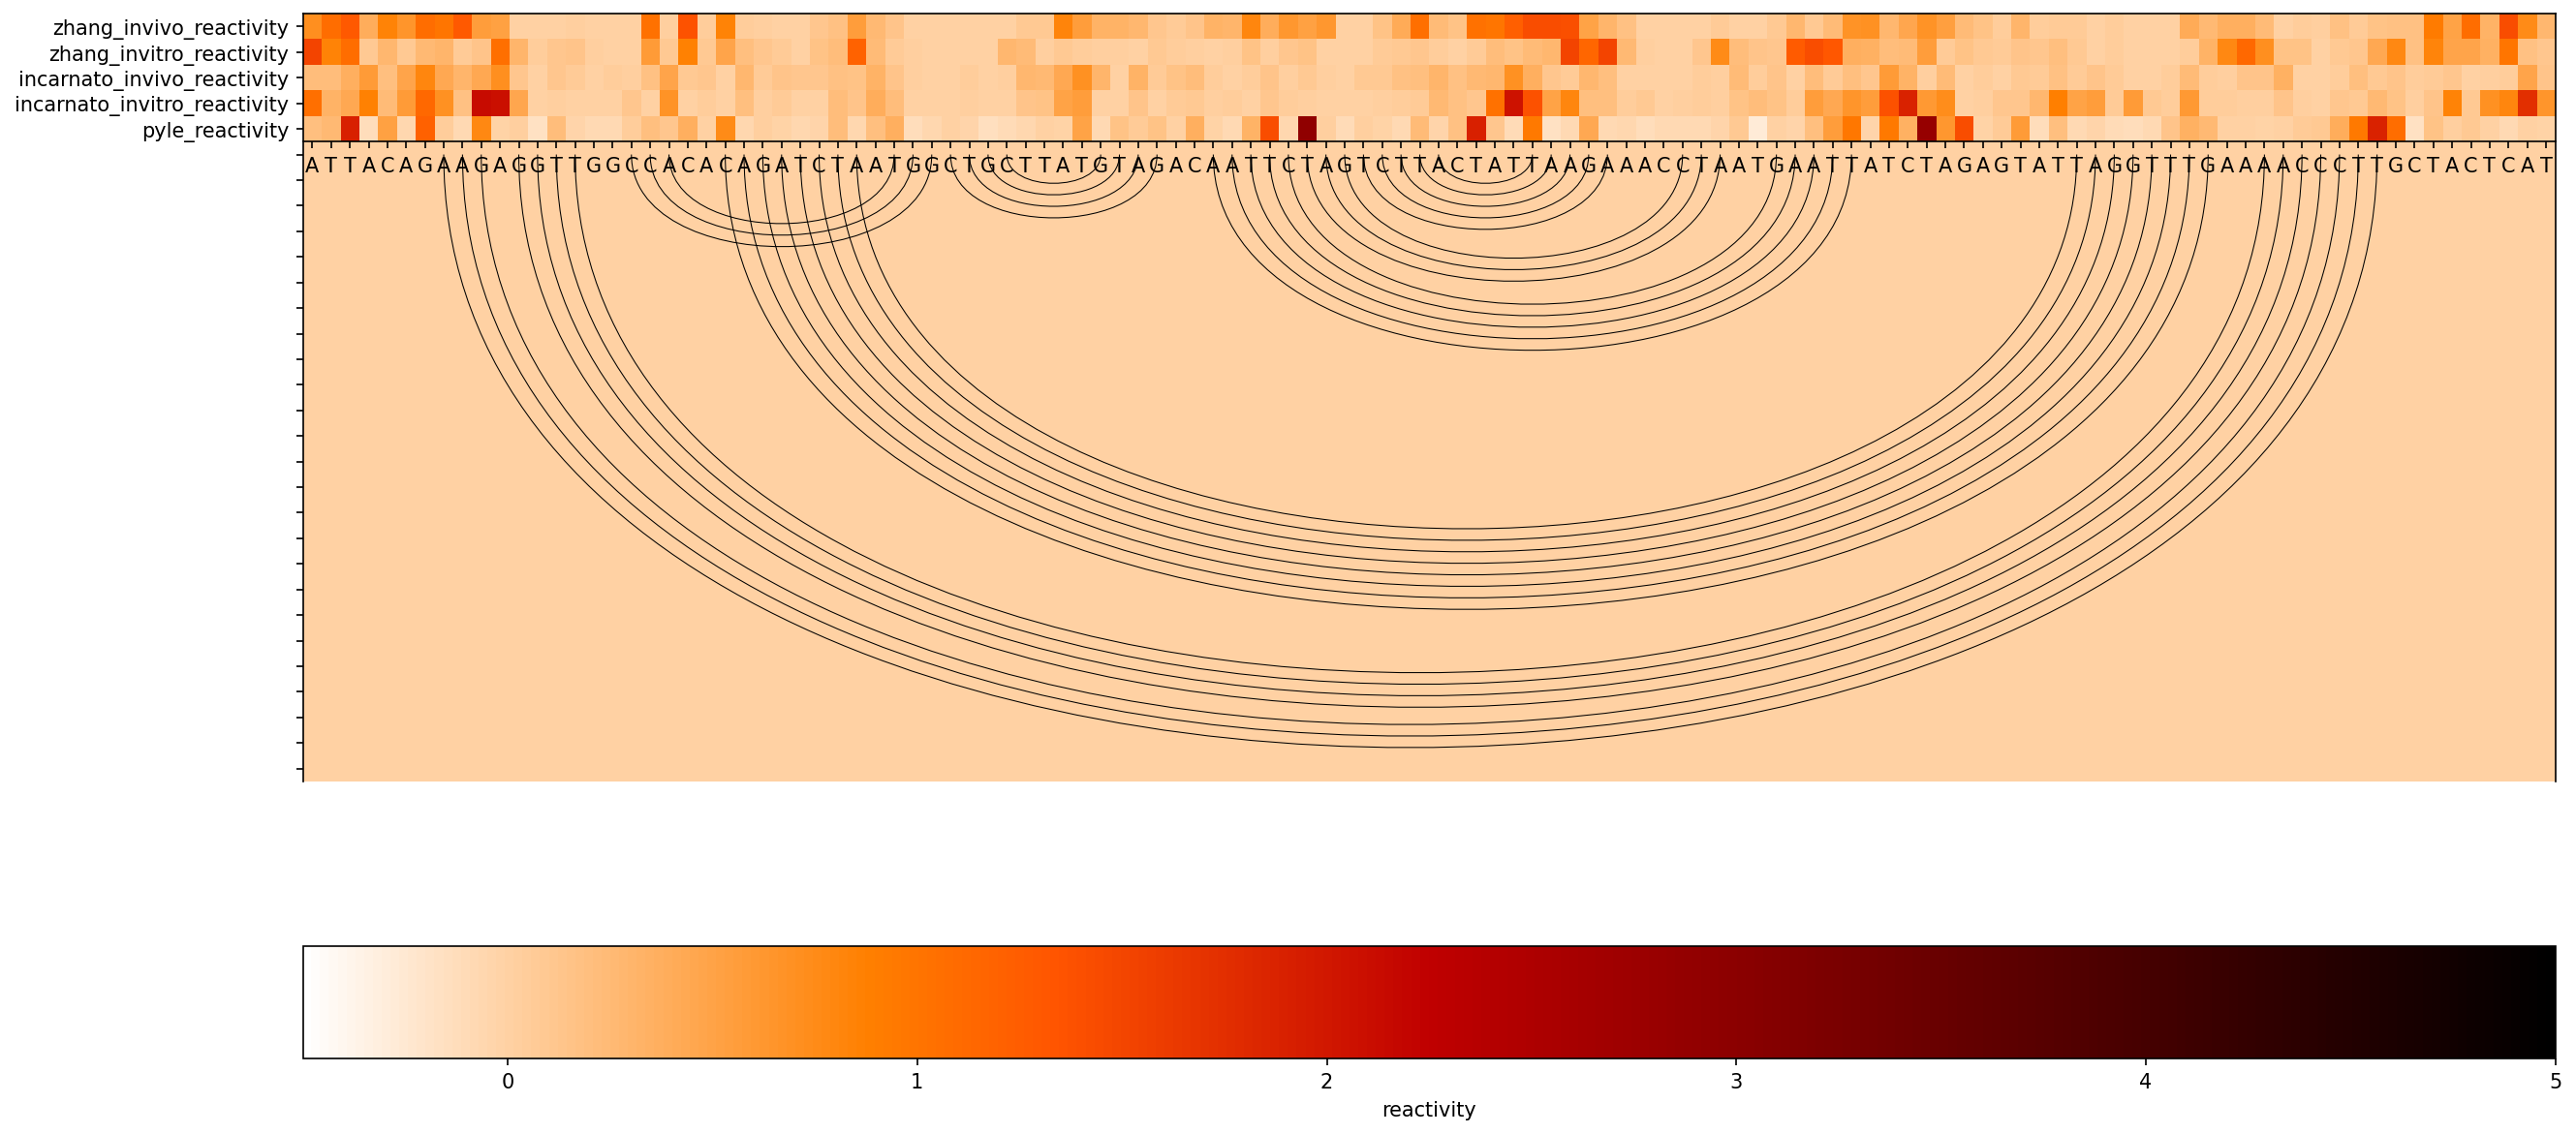 zhang_invivo_reactivity
zhang_invitro_reactivity
incarnato_invivo_reactivity
incarnato_invitro_reactivity
pyle_reactivity
ATTACAGAAGAGGTTGGCCACACAGATCTAATGGCTGCTTATGTAGACAATTCTAGTCTTACTATTAAGAAACCTAATGAATTATCTAGAGTATTAGGTTTGAAAACCCTTGCTACTCAT
0 1 2 3 4 5
reactivity